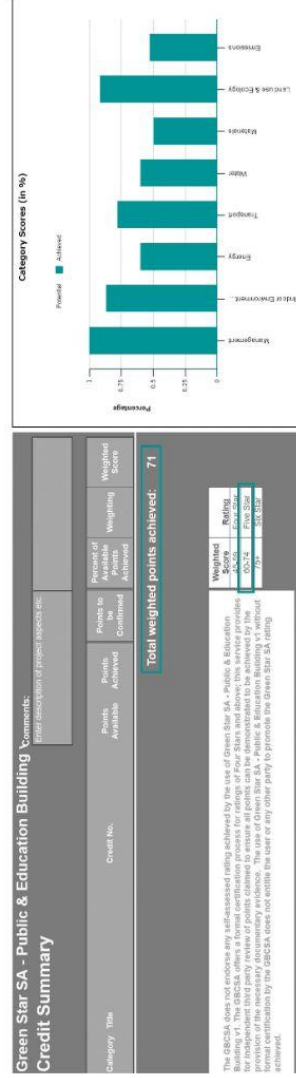 Green Star SA - Public & Education Building
Comments:
Credit Summary
Enter description of project aspects etc.
Category
Title
Credit No.
Points Available
Points Achieved
Points to be Confirmed
Percent of Available Points Achieved
Weighting
Weighted Score
Total weighted points achieved: 71
The GBCSA does not endorse any self-assessed rating achieved by the use of Green Star SA - Public & Education
Building v1. The GBCSA offers a formal certification process for ratings of Four Stars and above; this service provides
for independent third party review of points claimed to ensure all points can be demonstrated to be achieved by the
provision of the necessary documentary evidence. The use of Green Star SA - Public & Education Building v1 without
formal certification by the GBCSA does not entitle the user or any other party to promote the Green Star SA rating
achieved.
Weighted Score
Rating
45-59 Four Star
60-74 Five Star
75+ Six Star
Category Scores (in %)
Potential
Achieved
Percentage
1
0.75
0.5
0.25
0
Management
Indoor Environment...
Energy
Transport
Water
Materials
Land use & Ecology
Emissions